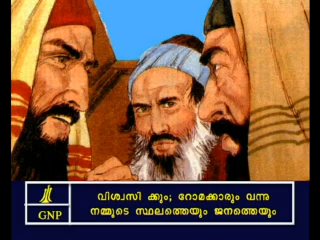 വിശ്വസി ക്കും; റോമക്കാരും വന്നു
നമ്മുടെ സ്ഥലത്തെയും ജനത്തെയും
GNP